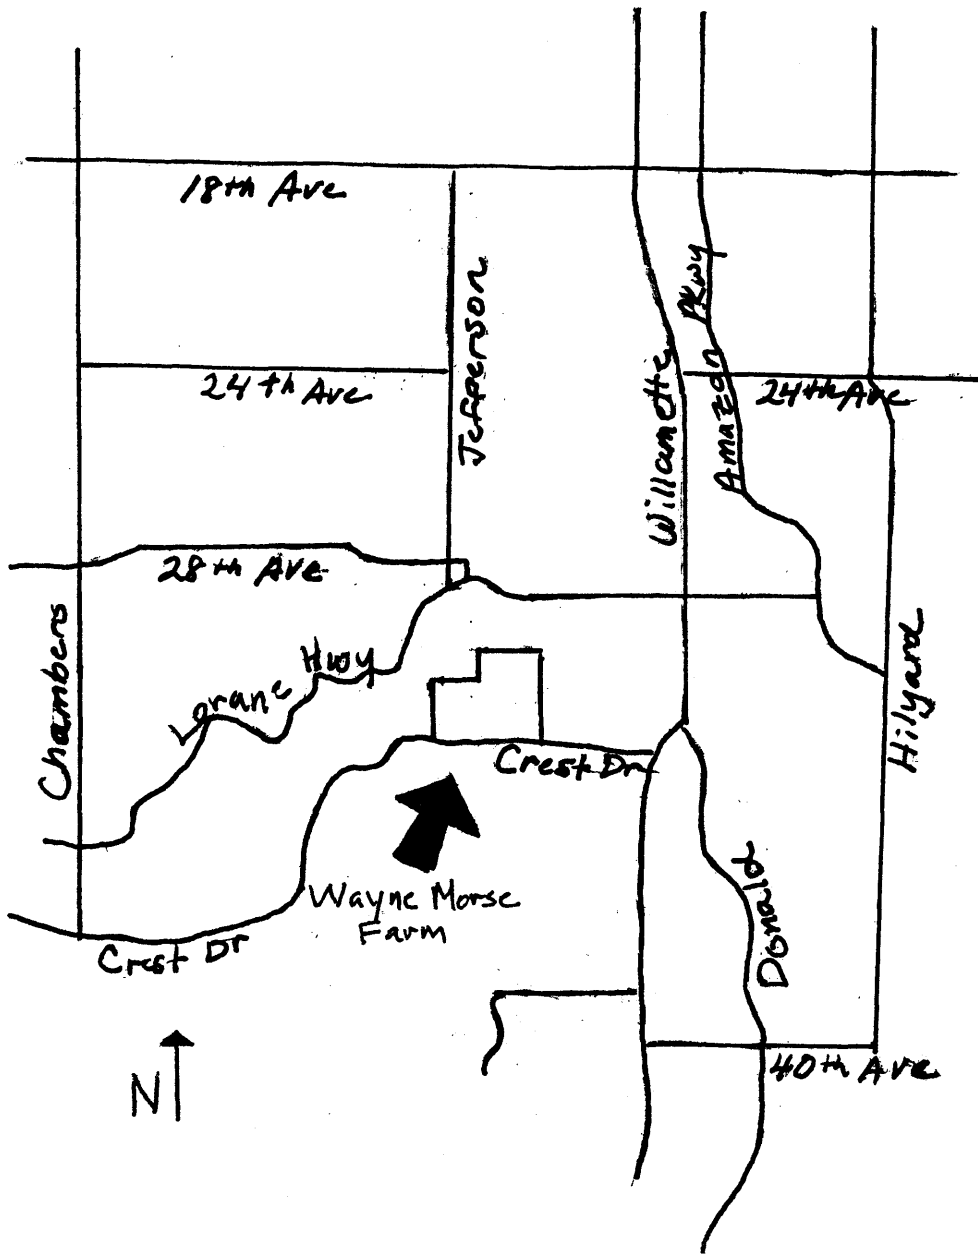 18th Ave
Jefferson
Pkwy
Amazon
Willamette
24th Ave
24th Ave
28th Ave
Chambers
Lorane Hwy
Hilyard
Crest Dr
Wayne Morse
Farm
Donald
Crest Dr
40th Ave
N